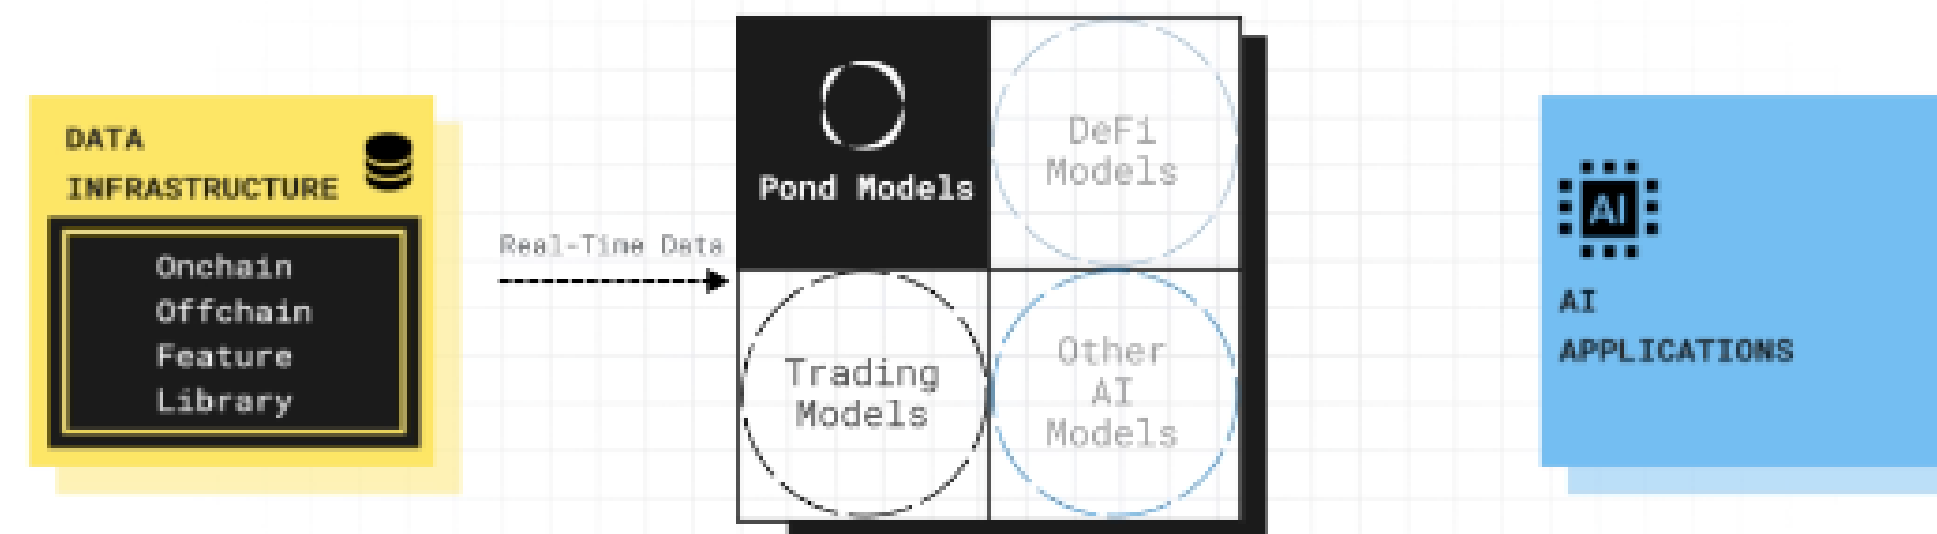 DATA
INFRASTRUCTURE
Onchain
Offchain
Feature
Library
Real-Time Data
Pond Models
DeFi
Models
Trading
Models
Other
AI
Models
AI
AI
APPLICATIONS